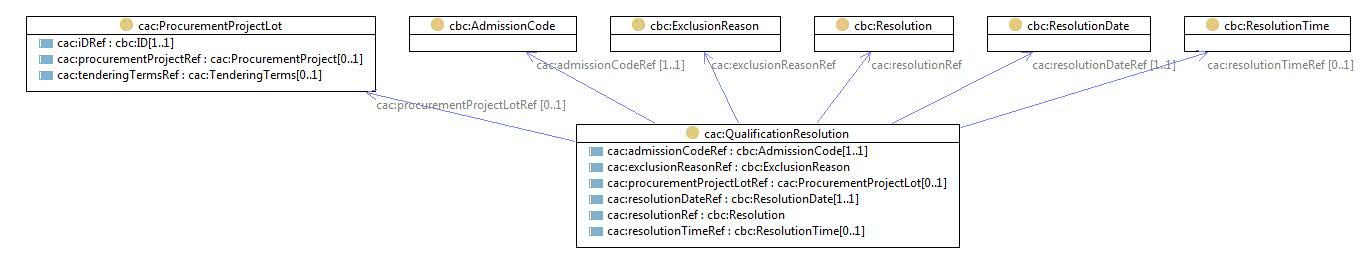 cac:ProcurementProjectLot
cac:iDRef : cbc:ID[1..1]
cac:procurementProjectRef : cac:ProcurementProject[0..1]
cac:tenderingTermsRef : cac:TenderingTerms[0..1]
cbc:AdmissionCode
cbc:ExclusionReason
cbc:Resolution
cbc:ResolutionDate
cbc:ResolutionTime
cac:admissionCodeRef [1..1]
cac:exclusionReasonRef
cac:resolutionRef
cac:resolutionDateRef [1..1]
cac:resolutionTimeRef [0..1]
cac:procurementProjectLotRef [0..1]
cac:QualificationResolution
cac:admissionCodeRef : cbc:AdmissionCode[1..1]
cac:exclusionReasonRef : cbc:ExclusionReason
cac:procurementProjectLotRef : cac:ProcurementProjectLot[0..1]
cac:resolutionDateRef : cbc:ResolutionDate[1..1]
cac:resolutionRef : cbc:Resolution
cac:resolutionTimeRef : cbc:ResolutionTime[0..1]